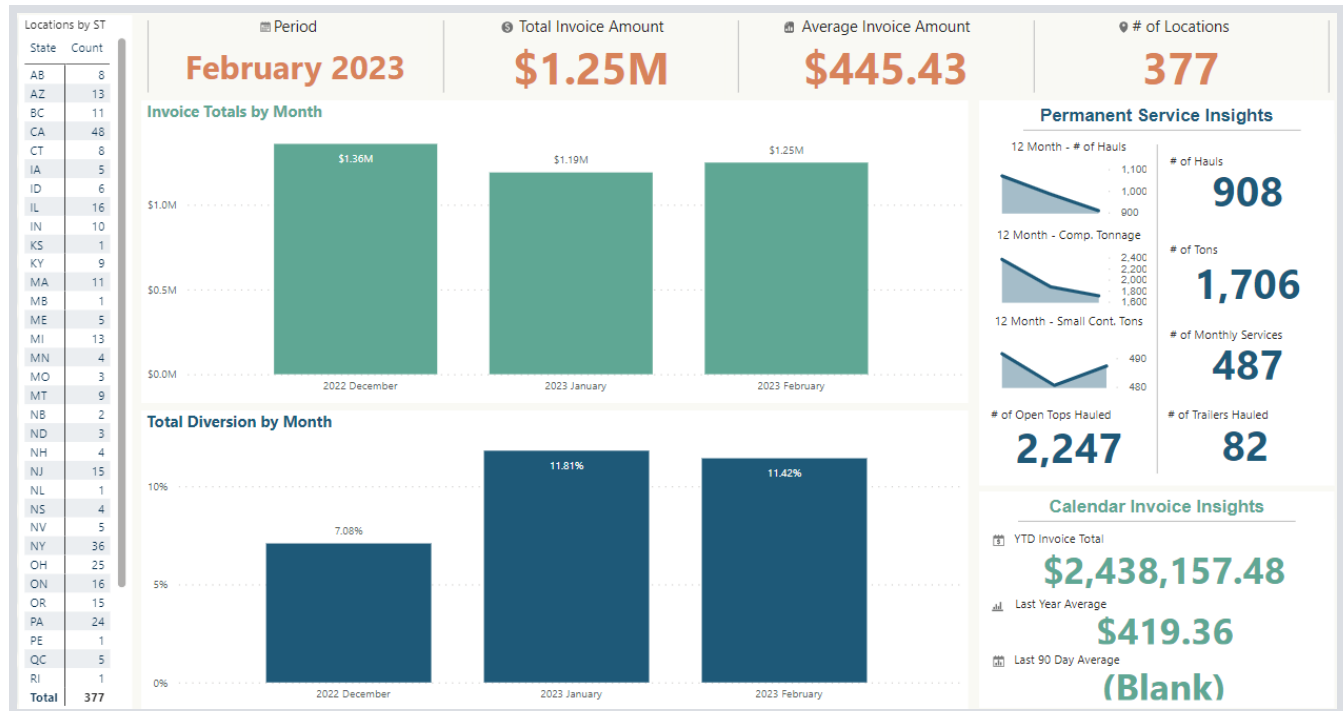 Locations by ST
State Count
AB 8
AZ 13
BC 11
CA 48
CT 8
IA 5
ID 6
IL 16
IN 10
KS 1
KY 9
MA 11
MB 1
ME 5
MI 13
MN 4
MO 3
MT 9
NB 2
ND 3
NH 4
NJ 15
NL 1
NS 4
NV 5
NY 36
OH 25
ON 16
OR 15
PA 24
PE 1
QC 5
RI 1
Total 377
Period
February 2023
Total Invoice Amount
$1.25M
Average Invoice Amount
$445.43
# of Locations
377
Invoice Totals by Month
$1.36M
$1.19M
$1.25M
$1.0M
$0.5M
$0.0M
2022 December
2023 January
2023 February
Total Diversion by Month
7.08%
11.81%
11.42%
10%
5%
0%
2022 December
2023 January
2023 February
Permanent Service Insights
12 Month - # of Hauls
1,100
1,000
900
# of Hauls
908
12 Month - Comp. Tonnage
2,400
2,200
2,000
1,800
1,600
# of Tons
1,706
12 Month - Small Cont. Tons
490
480
# of Monthly Services
487
# of Open Tops Hauled
2,247
# of Trailers Hauled
82
Calendar Invoice Insights
YTD Invoice Total
$2,438,157.48
Last Year Average
$419.36
Last 90 Day Average
(Blank)